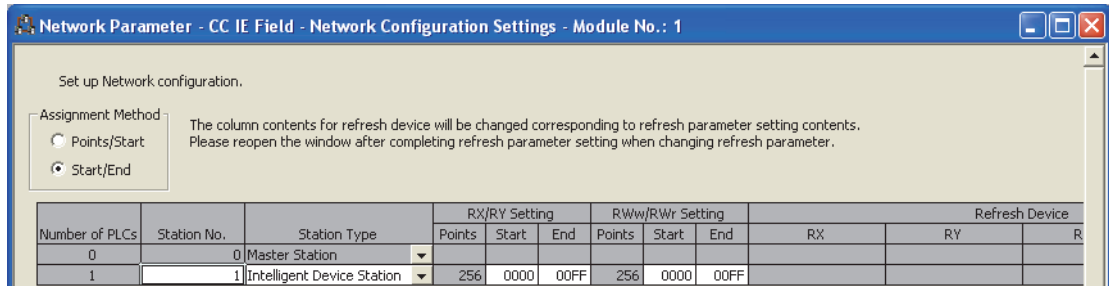 Network Parameter - CC IE Field - Network Configuration Settings - Module No.: 1
Set up Network configuration.
Assignment Method
Points/Start
Start/End
The column contents for refresh device will be changed corresponding to refresh parameter setting contents.
Please reopen the window after completing refresh parameter setting when changing refresh parameter.
RX/RY Setting RWw/RWr Setting Refresh Device
Number of PLCs Station No. Station Type Points Start End Points Start End RX RY R
0 0 Master Station
1 1 Intelligent Device Station 256 0000 00FF 256 0000 00FF